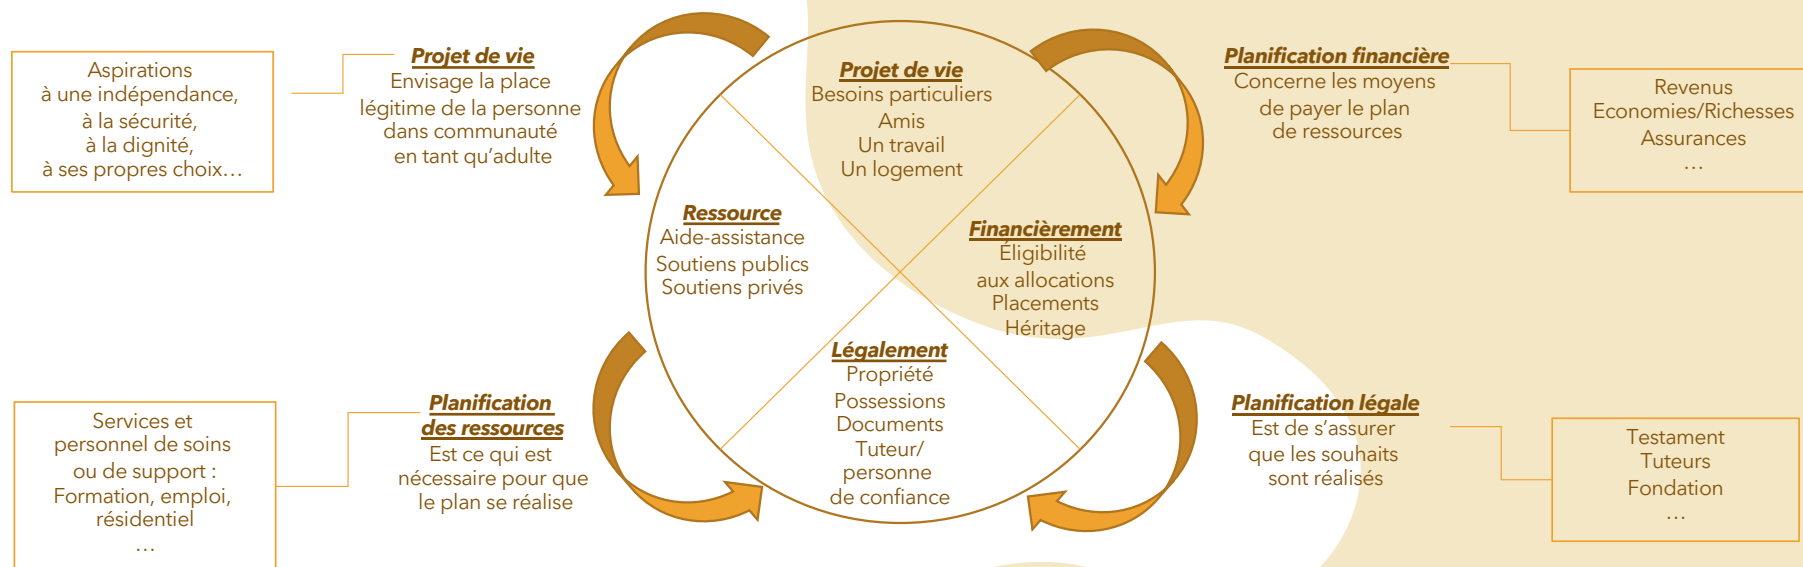 Aspirations
à une indépendance,
à la sécurité,
à la dignité,
à ses propres choix…
Projet de vie
Envisage la place
légitime de la personne
dans communauté
en tant qu’adulte
Projet de vie
Besoins particuliers
Amis
Un travail
Un logement
Planification financière
Concerne les moyens
de payer le plan
de ressources
Revenus
Economies/Richesses
Assurances
…
Ressource
Aide-assistance
Soutiens publics
Soutiens privés
Financièrement
Éligibilité
aux allocations
Placements
Héritage
Légalement
Propriété
Possessions
Documents
Tuteur/
personne
de confiance
Services et
personnel de soins
ou de support :
Formation, emploi,
résidentiel
…
Planification
des ressources
Est ce qui est
nécessaire pour que
le plan se réalise
Planification légale
Est de s’assurer
que les souhaits
sont réalisés
Testament
Tuteurs
Fondation
…